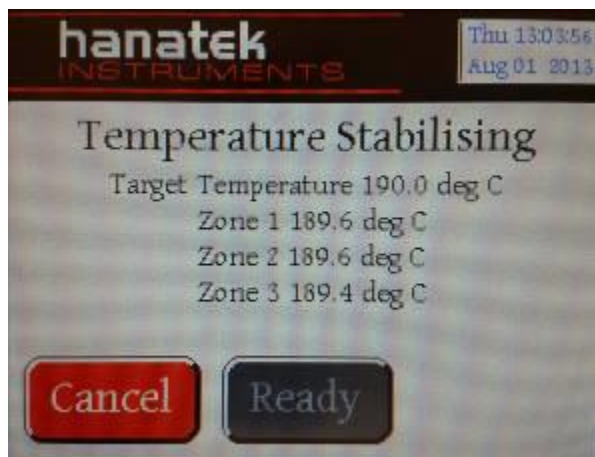 hanatek
INSTRUMENTS
Thu 13:03:56
Aug 01 2013
Temperature Stabilising
Target Temperature 190.0 deg C
Zone 1 189.6 deg C
Zone 2 189.6 deg C
Zone 3 189.4 deg C
Cancel
Ready